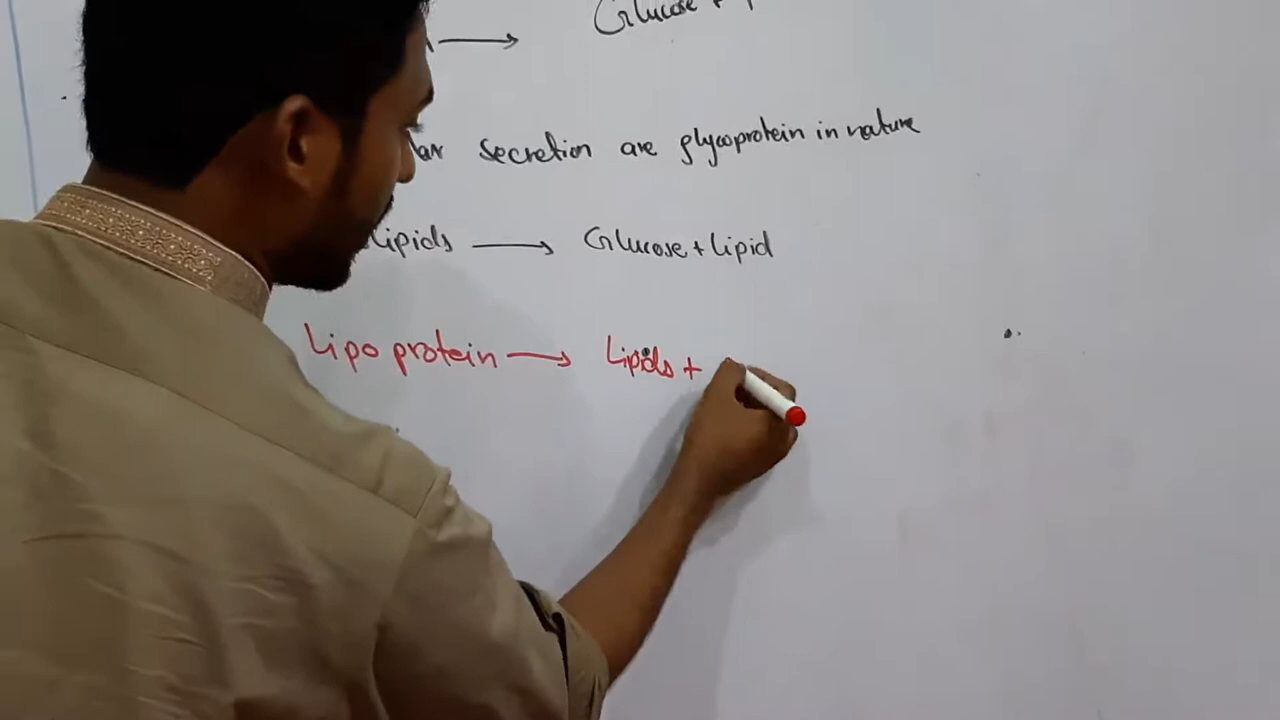 → Glucose +
secretion are glycoprotein in nature
lipids → Glucose + lipid
Lipo protein → Lipids +